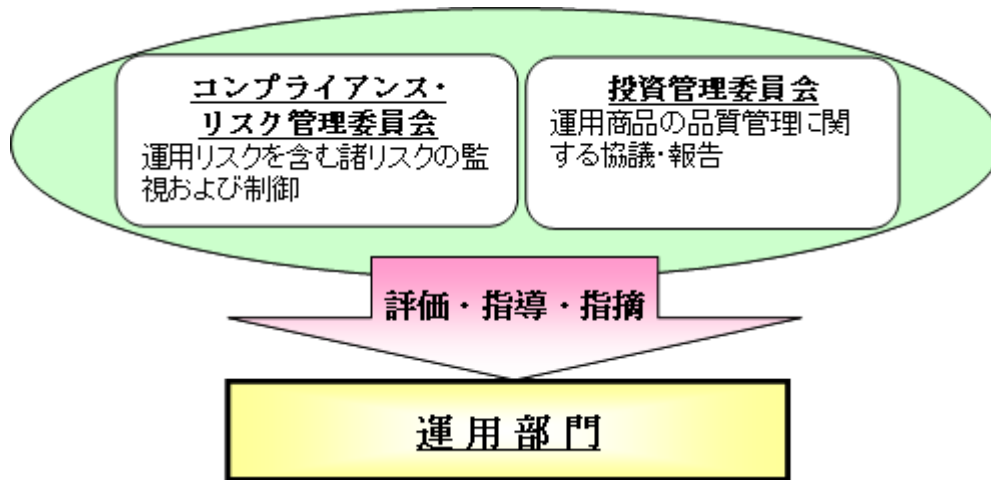 コンプライアンス・
リスク管理委員会
運用リスクを含む諸リスクの監
視および制御
投資管理委員会
運用商品の品質管理に関
する協議・報告
評価・指導・指摘
運用部門